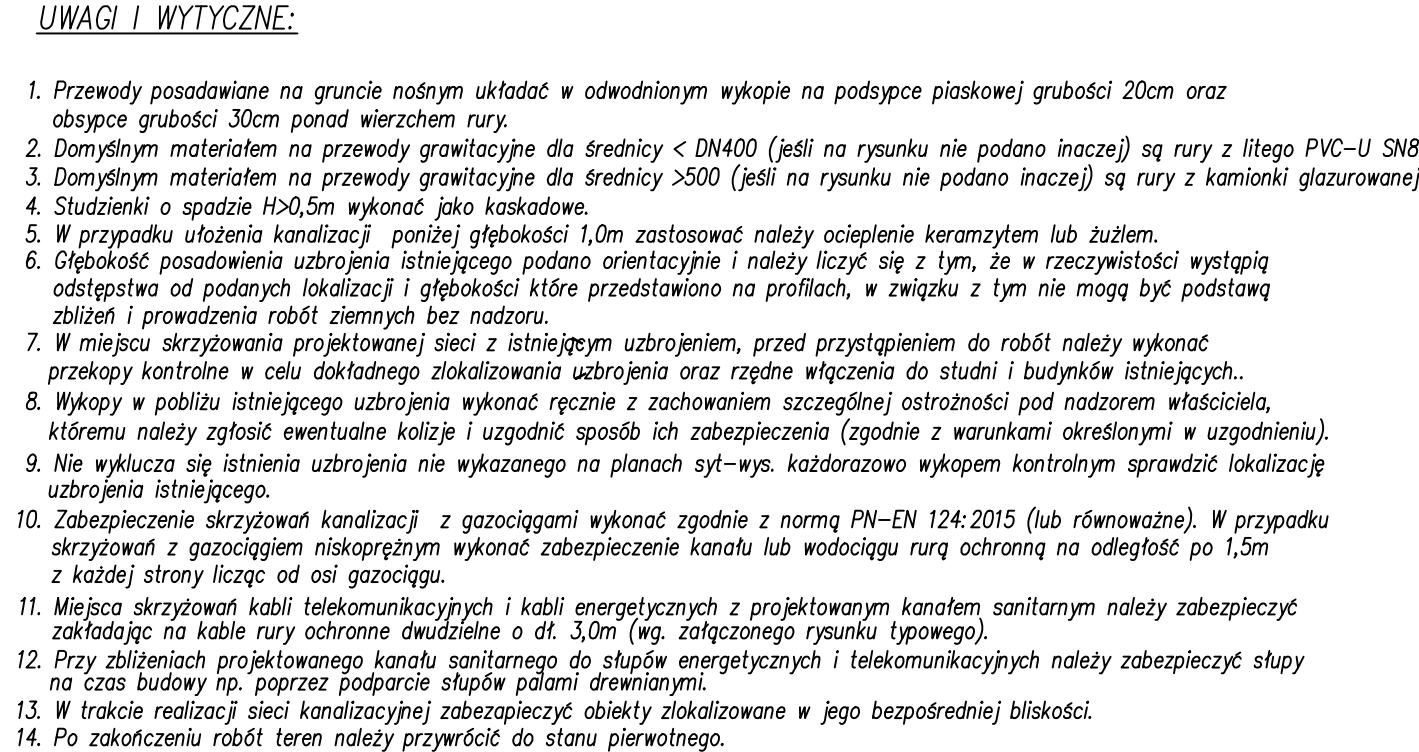 UWAGI I WYTYCZNE:
1. Przewody posadawiane na gruncie nośnym układać w odwodnionym wykopie na podsypce piaskowej grubości 20cm oraz
obsypce grubości 30cm ponad wierzchem rury.
2. Domyślnym materiałem na przewody grawitacyjne dla średnicy < DN400 (jeśli na rysunku nie podano inaczej) są rury z litego PVC-U SN8
3. Domyślnym materiałem na przewody grawitacyjne dla średnicy >500 (jeśli na rysunku nie podano inaczej) są rury z kamionki glazurowanej
4. Studzienki o spadzie H>0,5m wykonać jako kaskadowe.
5. W przypadku ułożenia kanalizacji poniżej głębokości 1,0m zastosować należy ocieplenie keramzytem lub żużlem.
6. Głębokość posadowienia uzbrojenia istniejącego podano orientacyjnie i należy liczyć się z tym, że w rzeczywistości wystąpią
odstępstwa od podanych lokalizacji i głębokości które przedstawiono na profilach, w związku z tym nie mogą być podstawą
zbliżeń i prowadzenia robót ziemnych bez nadzoru.
7. W miejscu skrzyżowania projektowanej sieci z istniejącym uzbrojeniem, przed przystąpieniem do robót należy wykonać
przekopy kontrolne w celu dokładnego zlokalizowania uzbrojenia oraz rzędne włączenia do studni i budynków istniejących..
8. Wykopy w pobliżu istniejącego uzbrojenia wykonać ręcznie z zachowaniem szczególnej ostrożności pod nadzorem właściciela,
któremu należy zgłosić ewentualne kolizje i uzgodnić sposób ich zabezpieczenia (zgodnie z warunkami określonymi w uzgodnieniu).
9. Nie wyklucza się istnienia uzbrojenia nie wykazanego na planach syt-wys. każdorazowo wykopem kontrolnym sprawdzić lokalizację
uzbrojenia istniejącego.
10. Zabezpieczenie skrzyżowań kanalizacji z gazociągami wykonać zgodnie z normą PN-EN 124:2015 (lub równoważne). W przypadku
skrzyżowań z gazociągiem niskoprężnym wykonać zabezpieczenie kanału lub wodociągu rurą ochronną na odległość po 1,5m
z każdej strony licząc od osi gazociągu.
11. Miejsca skrzyżowań kabli telekomunikacyjnych i kabli energetycznych z projektowanym kanałem sanitarnym należy zabezpieczyć
zakładając na kable rury ochronne dwudzielne o dł. 3,0m (wg. załączonego rysunku typowego).
12. Przy zbliżeniach projektowanego kanału sanitarnego do słupów energetycznych i telekomunikacyjnych należy zabezpieczyć słupy
na czas budowy np. poprzez podparcie słupów palami drewnianymi.
13. W trakcie realizacji sieci kanalizacyjnej zabezapieczyć obiekty zlokalizowane w jego bezpośredniej bliskości.
14. Po zakończeniu robót teren należy przywrócić do stanu pierwotnego.